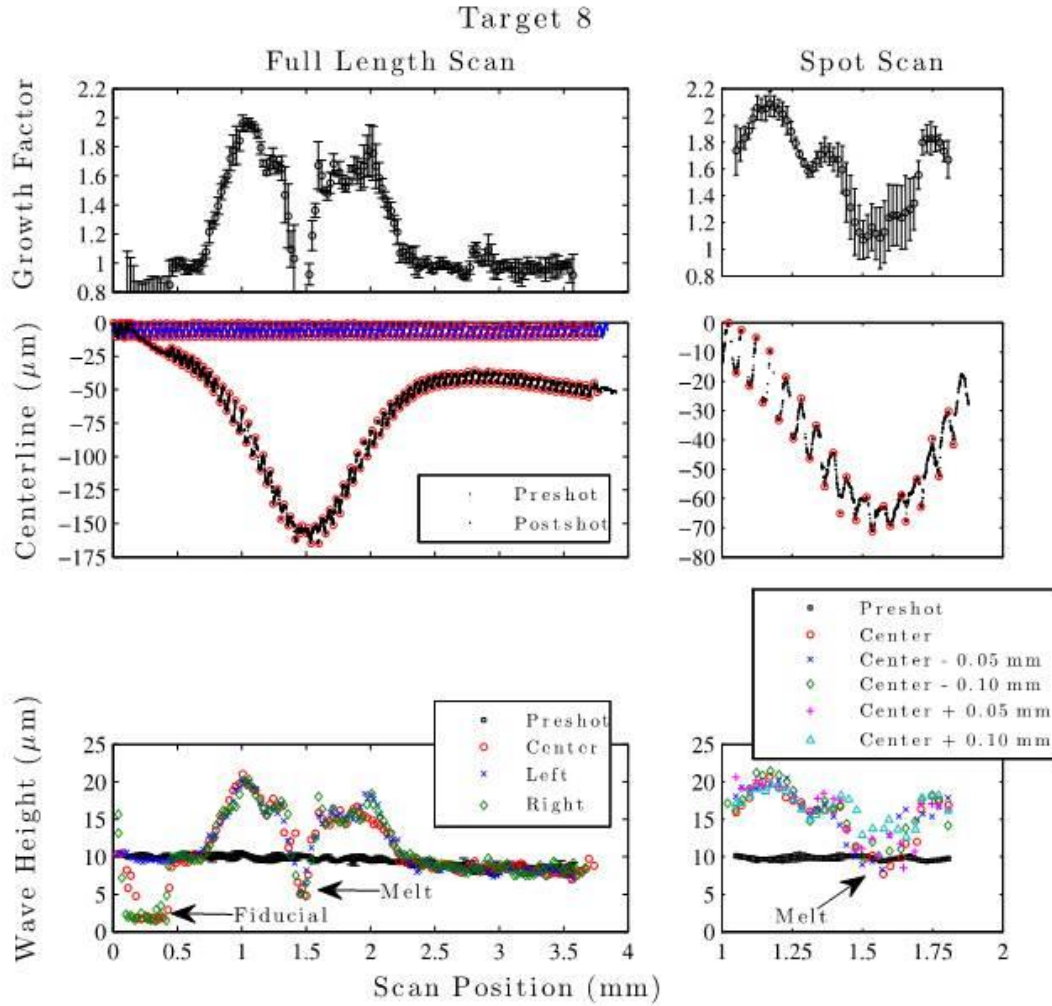 Target 8
Full Length Scan
Spot Scan
Growth Factor
2.2
2
1.8
1.6
1.4
1.2
1
0.8
2.2
2
1.8
1.6
1.4
1.2
1
0.8
Centerline (μm)
0
−25
−50
−75
−100
−125
−150
−175
Preshot
Postshot
0
−10
−20
−30
−40
−50
−60
−70
−80
Wave Height (μm)
25
20
15
10
5
0
Preshot
Center
Left
Right
Melt
Fiducial
0 0.5 1 1.5 2 2.5 3 3.5 4
Preshot
Center
Center - 0.05 mm
Center - 0.10 mm
Center + 0.05 mm
Center + 0.10 mm
25
20
15
10
5
0
Melt
1 1.25 1.5 1.75 2
Scan Position (mm)